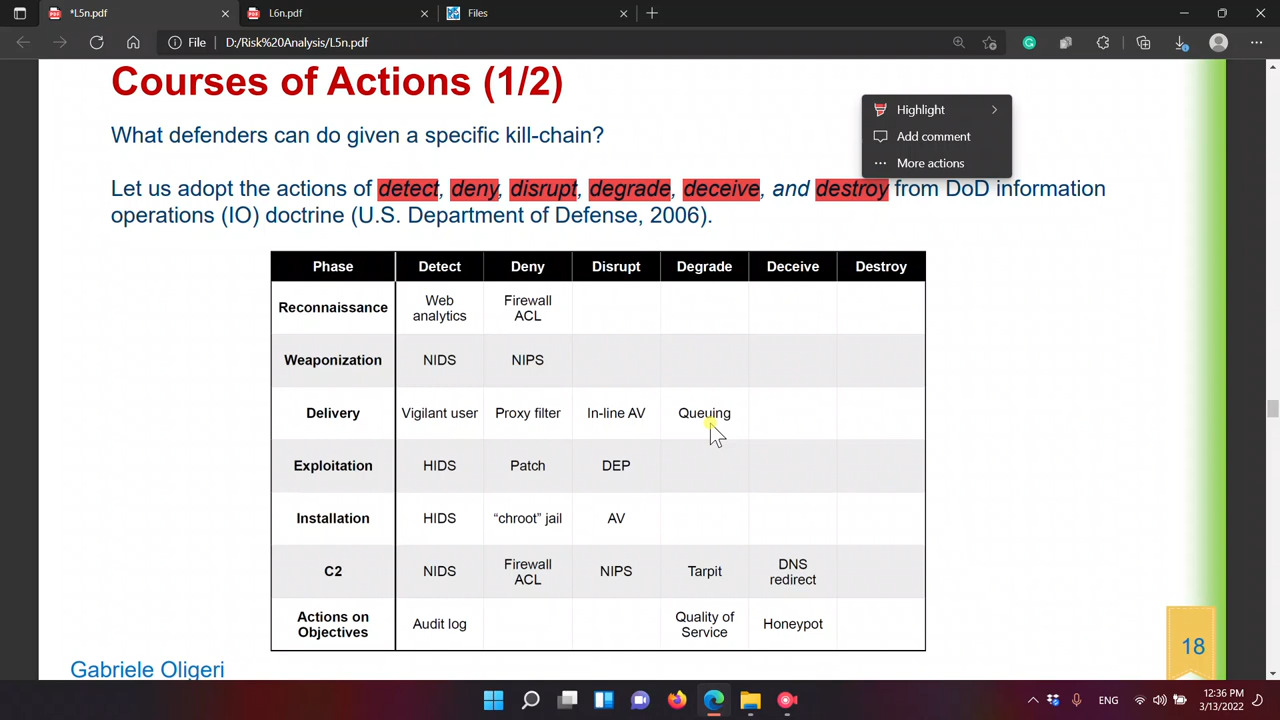 *L5n.pdf
L6n.pdf
Files
File
D:/Risk%20Analysis/L5n.pdf
Courses of Actions (1/2)
Highlight
Add comment
More actions
What defenders can do given a specific kill-chain?
Let us adopt the actions of detect, deny, disrupt, degrade, deceive, and destroy from DoD information
operations (IO) doctrine (U.S. Department of Defense, 2006).
Phase Detect Deny Disrupt Degrade Deceive Destroy
Reconnaissance Web analytics Firewall ACL
Weaponization NIDS NIPS
Delivery Vigilant user Proxy filter In-line AV Queuing
Exploitation HIDS Patch DEP
Installation HIDS “chroot” jail AV
C2 NIDS Firewall ACL NIPS Tarpit DNS redirect
Actions on Objectives Audit log Quality of Service Honeypot
18
Gabriele Oligeri
ENG
12:36 PM
3/13/2022